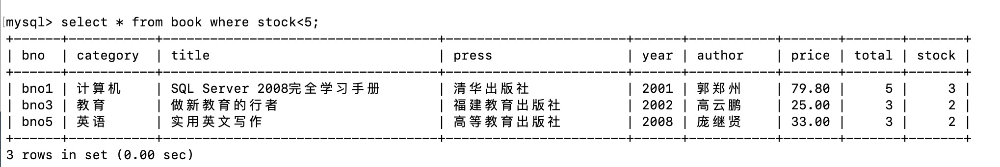 mysql> select * from book where stock<5;
+------+-----------+-----------------------------------+-----------------------+------+-----------+-------+-------+-------+
| bno  | category  | title                             | press                 | year | author    | price | total | stock |
+------+-----------+-----------------------------------+-----------------------+------+-----------+-------+-------+-------+
| bno1 | 计算机 | SQL Server 2008完全学习手册 | 清华出版社 | 2001 | 郭郑州 | 79.80 | 5 | 3 |
| bno3 | 教育 | 做新教育的行者 | 福建教育出版社 | 2002 | 高云鹏 | 25.00 | 3 | 2 |
| bno5 | 英语 | 实用英文写作 | 高等教育出版社 | 2008 | 庞继贤 | 33.00 | 3 | 2 |
+------+-----------+-----------------------------------+-----------------------+------+-----------+-------+-------+-------+
3 rows in set (0.00 sec)